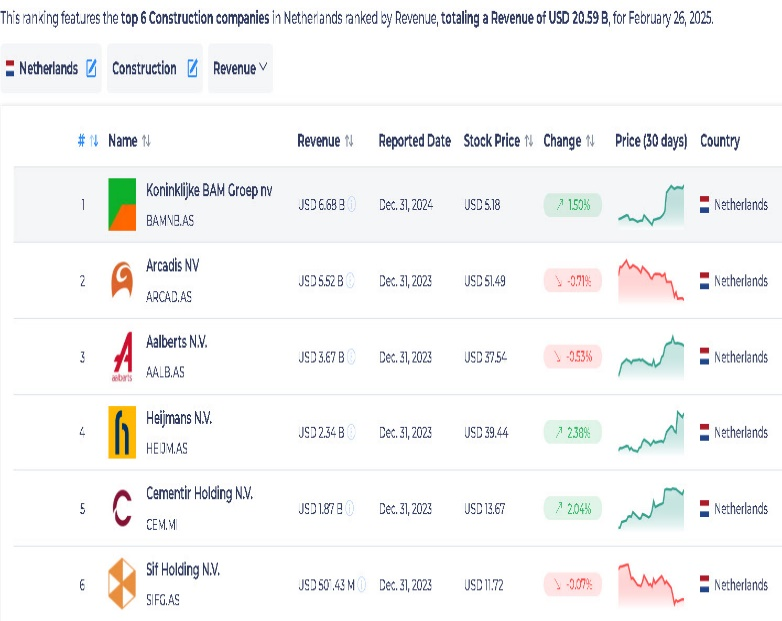 This ranking features the top 6 Construction companies in Netherlands ranked by Revenue, totaling a Revenue of USD 20.59 B, for February 26, 2025.
Netherlands Construction Revenue
# Name Revenue Reported Date Stock Price Change Price (30 days) Country
1 Koninklijke BAM Groep nv BAMNB.AS USD 6.68 B Dec. 31, 2024 USD 5.18 1.50% Netherlands
2 Arcadis NV ARCAD.AS USD 5.52 B Dec. 31, 2023 USD 51.49 -0.71% Netherlands
aalberts
3 Aalberts N.V. AALB.AS USD 3.67 B Dec. 31, 2023 USD 37.54 -0.53% Netherlands
4 Heijmans N.V. HEIJM.AS USD 2.34 B Dec. 31, 2023 USD 39.44 2.38% Netherlands
5 Cementir Holding N.V. CEM.MI USD 1.87 B Dec. 31, 2023 USD 13.67 2.04% Netherlands
6 Sif Holding N.V. SIFG.AS USD 501.43 M Dec. 31, 2023 USD 11.72 -0.07% Netherlands